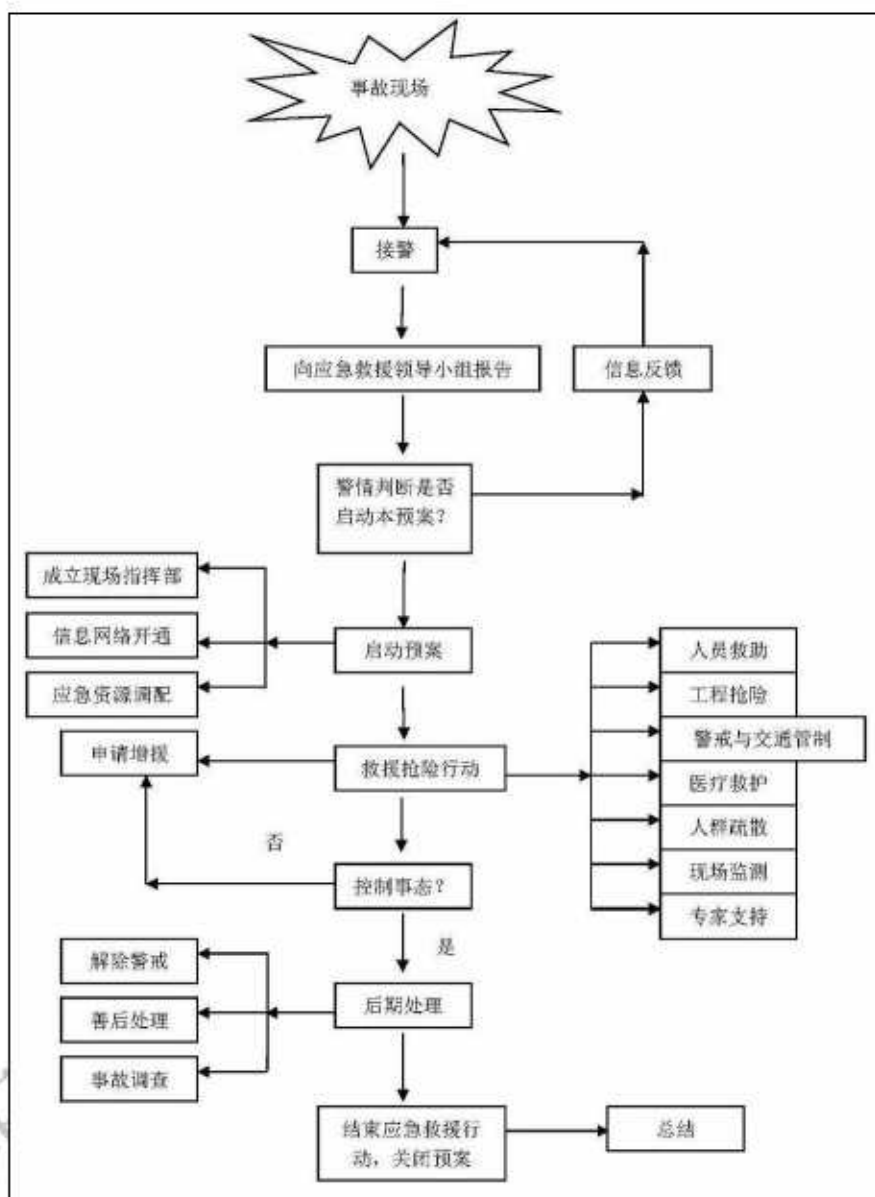 事故现场
接警
向应急救援领导小组报告
信息反馈
警情判断是否
启动本预案？
成立现场指挥部
信息网络开通
启动预案
人员救助
工程抢险
应急资源调配
警戒与交通管制
申请增援
救援抢险行动
医疗救护
人群疏散
否
现场监测
控制事态？
专家支持
是
解除警戒
后期处理
善后处理
事故调查
结束应急救援行
动，关闭预案
总结